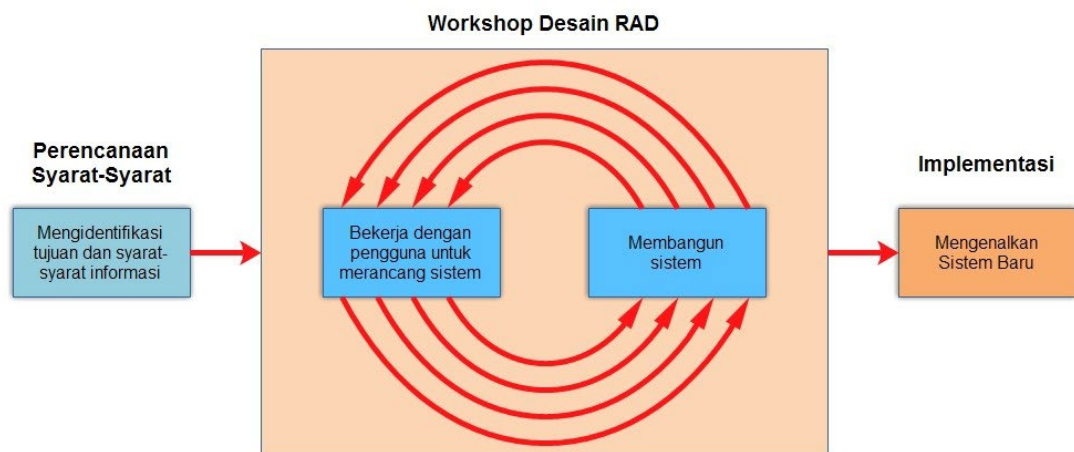 Workshop Desain RAD
Perencanaan
Syarat-Syarat
Mengidentifikasi
tujuan dan syarat-
syarat informasi
Bekerja dengan
pengguna untuk
merancang sistem
Membangun
sistem
Implementasi
Mengenalkan
Sistem Baru